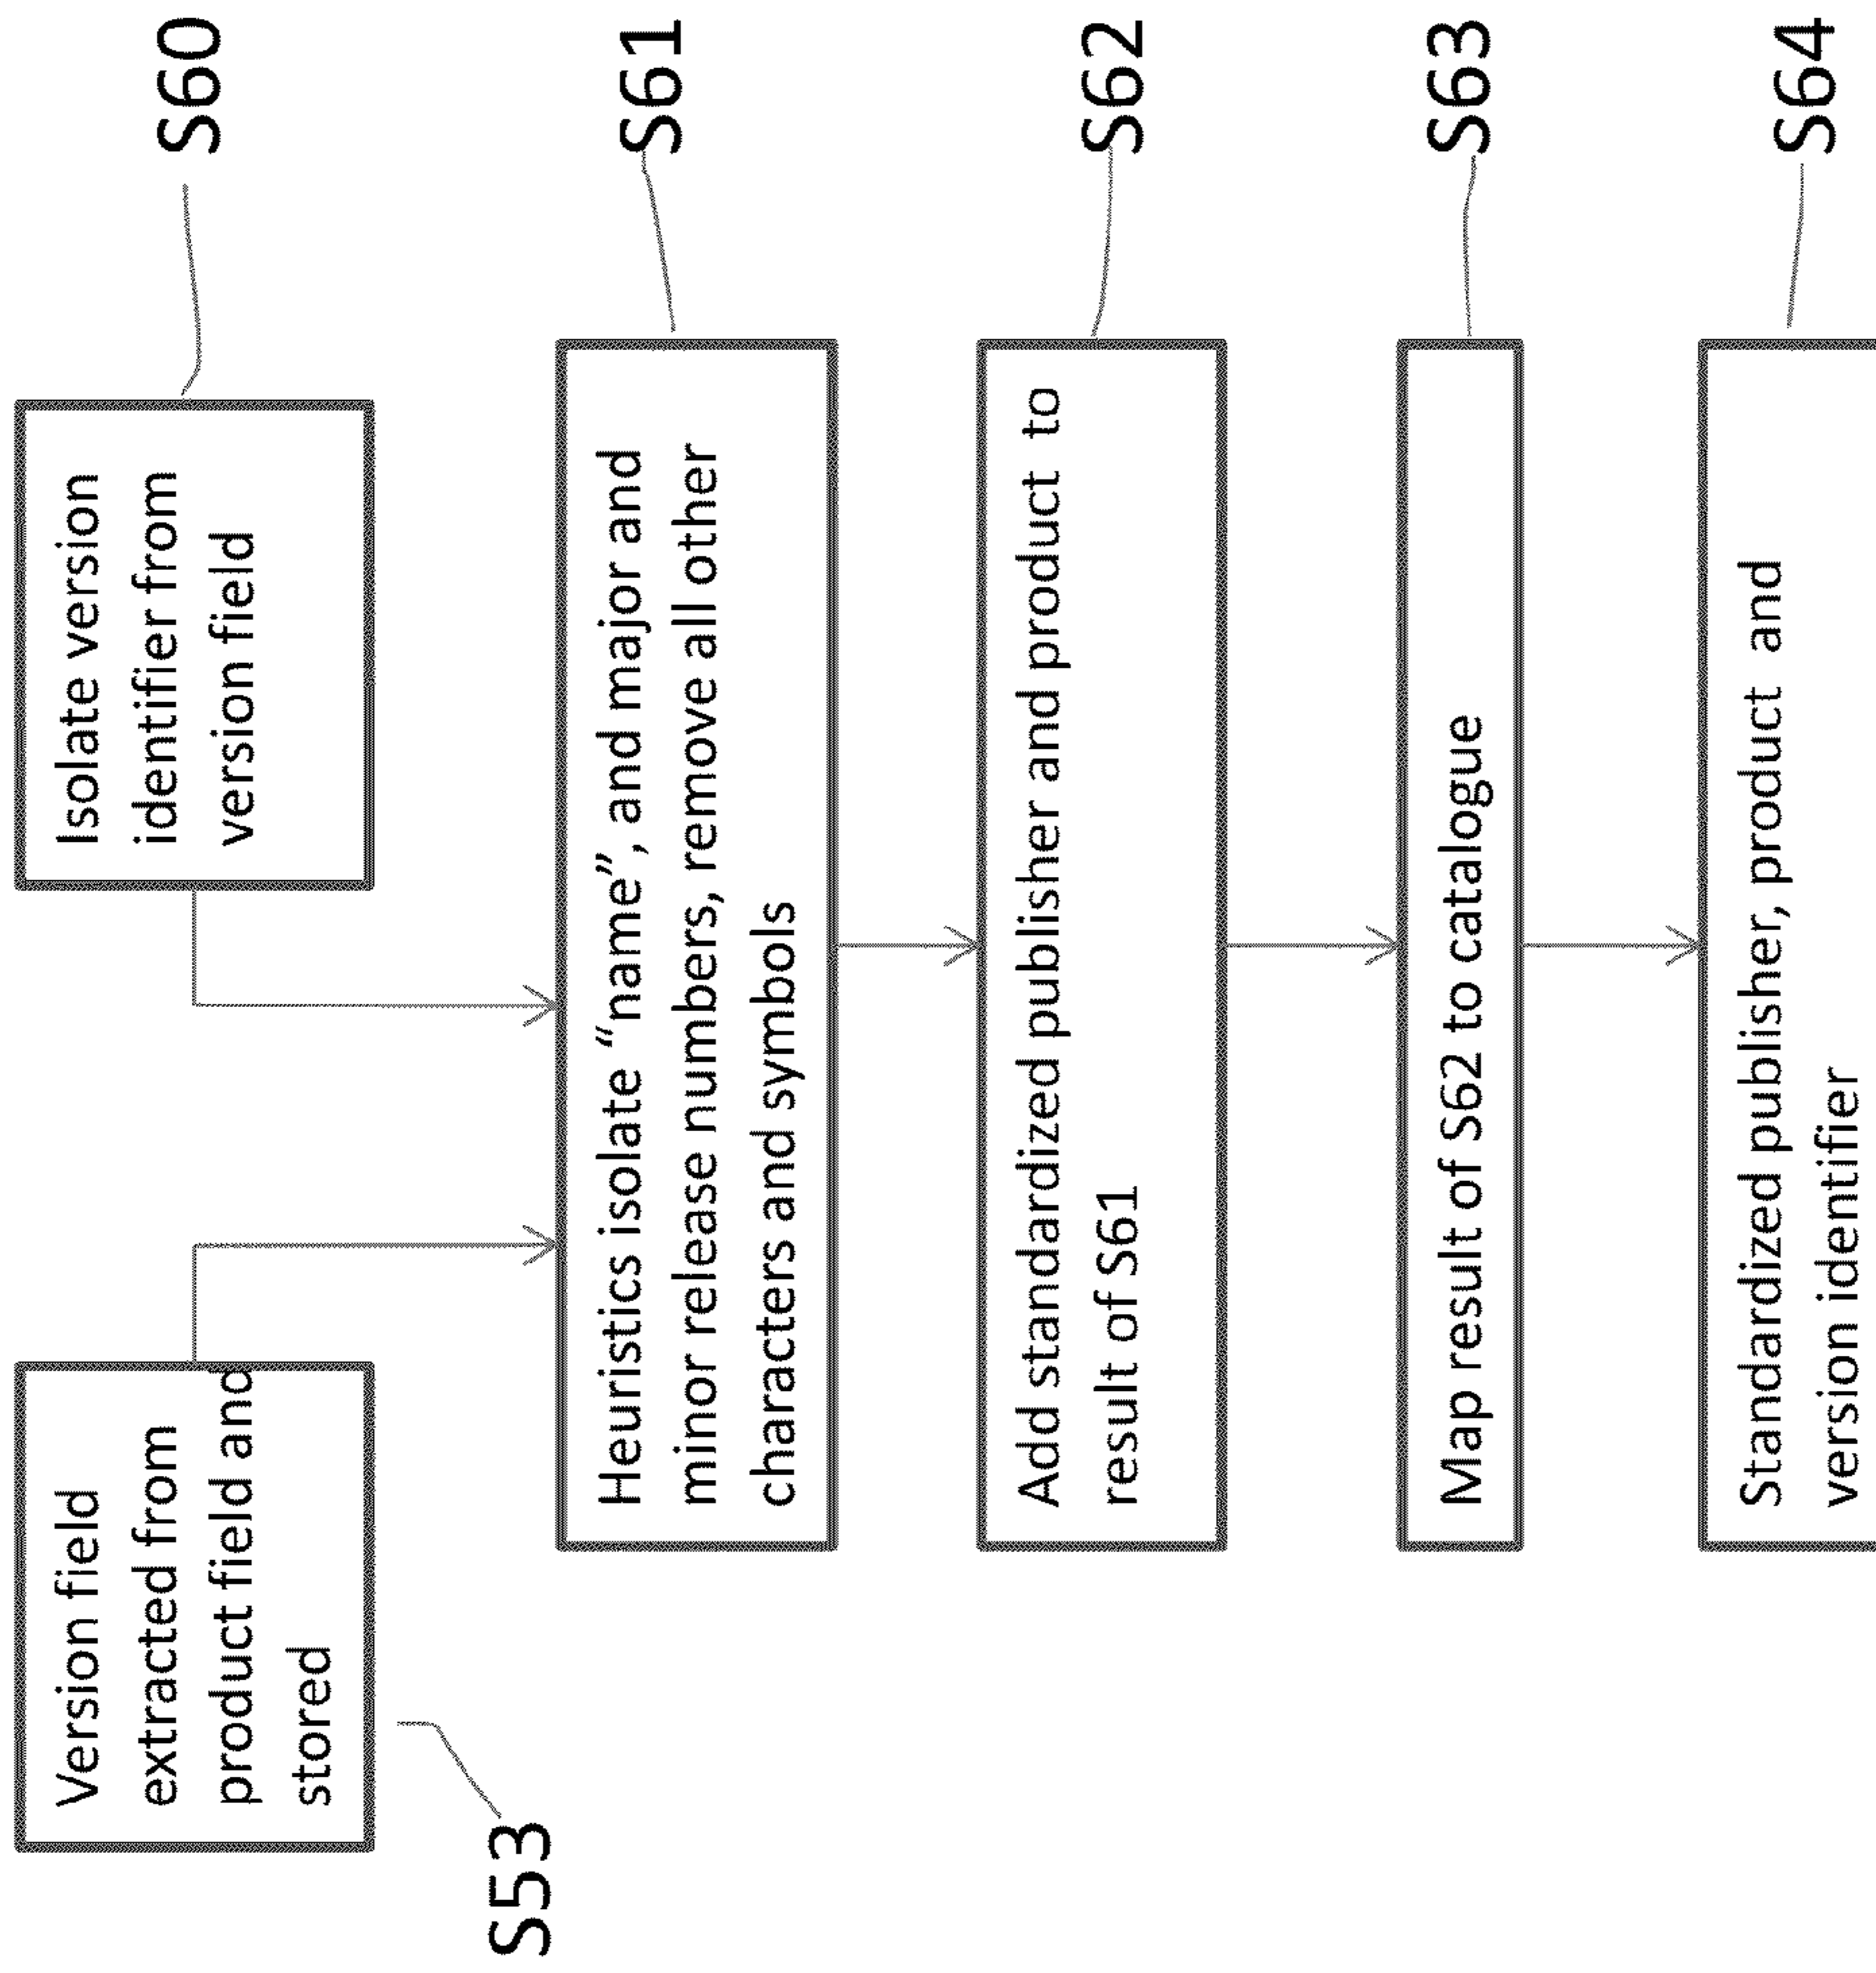 Version field
extracted from
product field and
stored
S53
Isolate version
identifier from
version field
S60
Heuristics isolate “name”, and major and
minor release numbers, remove all other
characters and symbols
S61
Add standardized publisher and product to
result of S61
S62
Map result of S62 to catalogue
S63
Standardized publisher, product and
version identifier
S64